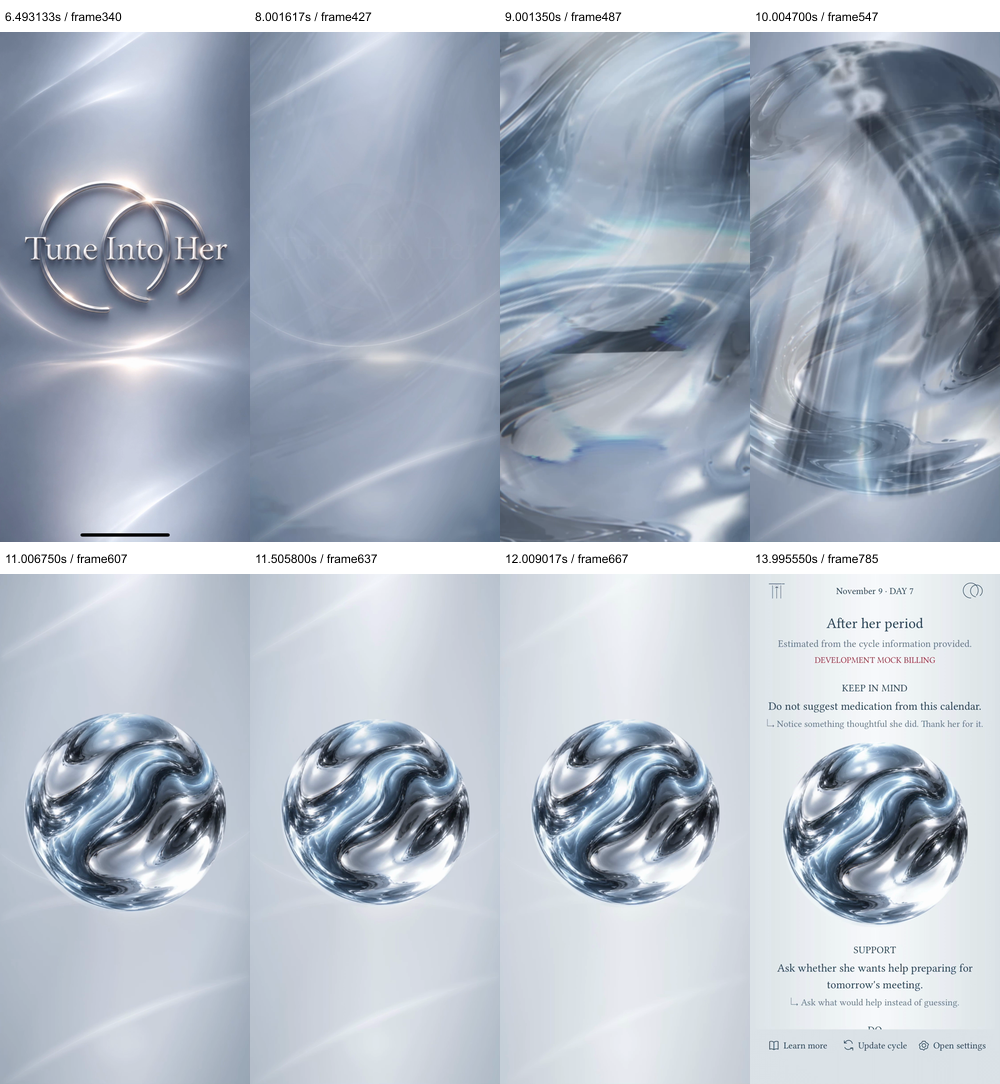 6.493133s / frame340
8.001617s / frame427
9.001350s / frame487
10.004700s / frame547
Tune Into Her
11.006750s / frame607
11.505800s / frame637
12.009017s / frame667
13.995550s / frame785
November 9 · DAY 7
After her period
Estimated from the cycle information provided.
DEVELOPMENT MOCK BILLING
KEEP IN MIND
Do not suggest medication from this calendar.
Notice something thoughtful she did. Thank her for it.
SUPPORT
Ask whether she wants help preparing for
tomorrow's meeting.
Ask what would help instead of guessing.
DO
Learn more
Update cycle
Open settings